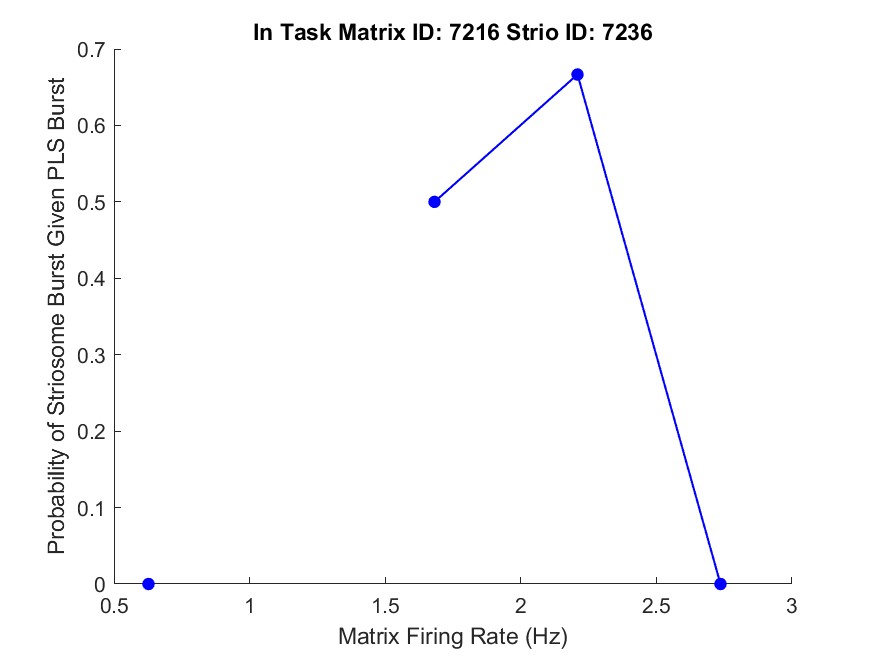 In Task Matrix ID: 7216 Strio ID: 7236
Probability of Striosome Burst Given PLS Burst
0.7
0.6
0.5
0.4
0.3
0.2
0.1
0
0.5 1 1.5 2 2.5 3
Matrix Firing Rate (Hz)